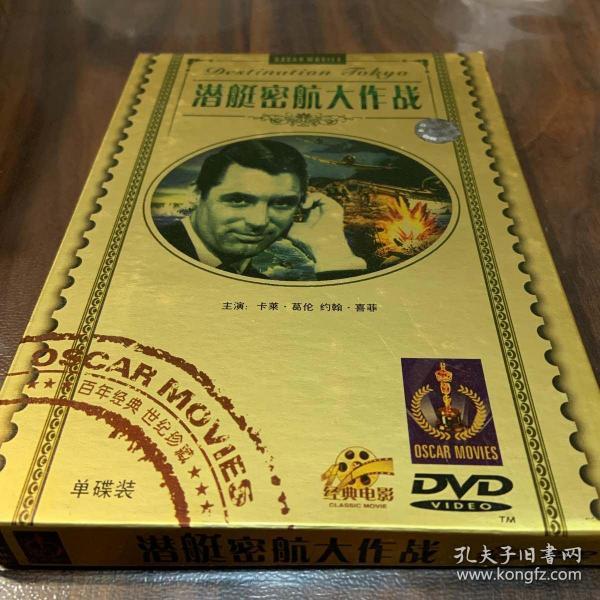 OSCAR MOVIES
Destination Tokyo
潜艇密航大作战
主演：卡莱·葛伦 约翰·喜菲
OSCAR MOVIES
百年经典 世纪珍藏
单碟装
经典电影
CLASSIC MOVIE
OSCAR MOVIES
DVD
VIDEO
TM
潜艇密航大作战
孔夫子旧书网
www.kongfz.com